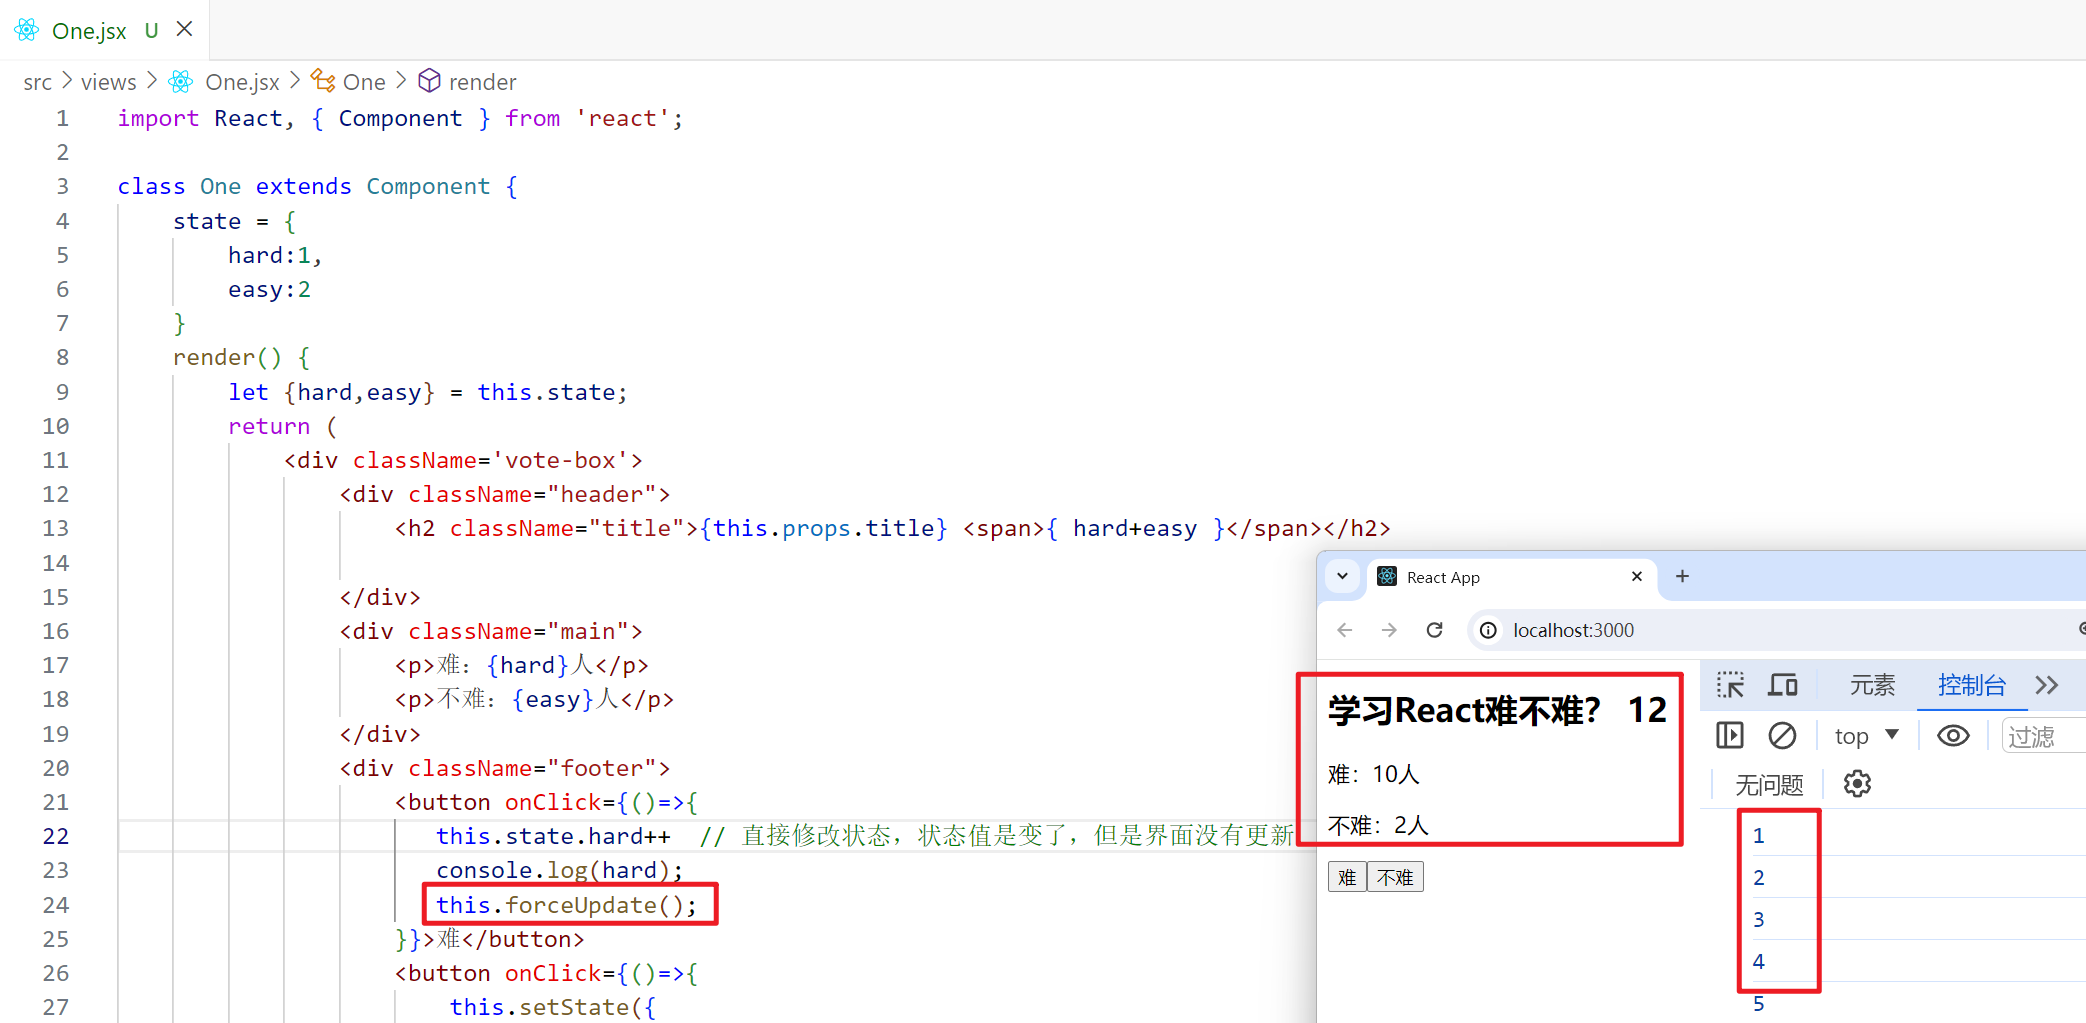 One.jsx U
src > views > One.jsx > One > render
1 import React, { Component } from 'react';
2
3 class One extends Component {
4 state = {
5 hard:1,
6 easy:2
7 }
8 render() {
9 let {hard,easy} = this.state;
10 return (
11 <div className='vote-box'>
12 <div className="header">
13 <h2 className="title">{this.props.title} <span>{ hard+easy }</span></h2>
14
15 </div>
16 <div className="main">
17 <p>难：{hard}人</p>
18 <p>不难：{easy}人</p>
19 </div>
20 <div className="footer">
21 <button onClick={()=>{
22 this.state.hard++ // 直接修改状态，状态值是变了，但是界面没有更新
23 console.log(hard);
24 this.forceUpdate();
25 }}>难</button>
26 <button onClick={()=>{
27 this.setState({
React App
localhost:3000
学习React难不难？ 12
难：10人
不难：2人
难 不难
元素 控制台
top 过滤
无问题
1
2
3
4
5